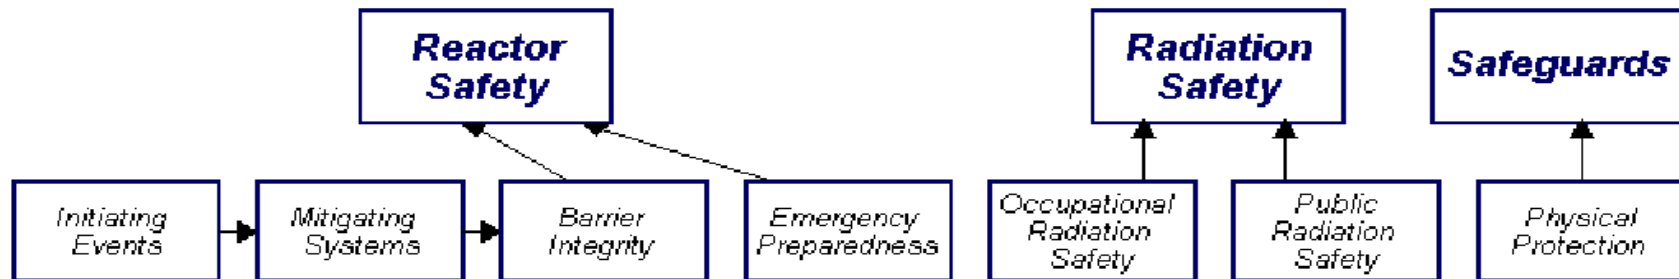 Reactor
Safety
Radiation
Safety
Safeguards
Initiating
Events
Mitigating
Systems
Barrier
Integrity
Emergency
Preparedness
Occupational
Radiation
Safety
Public
Radiation
Safety
Physical
Protection